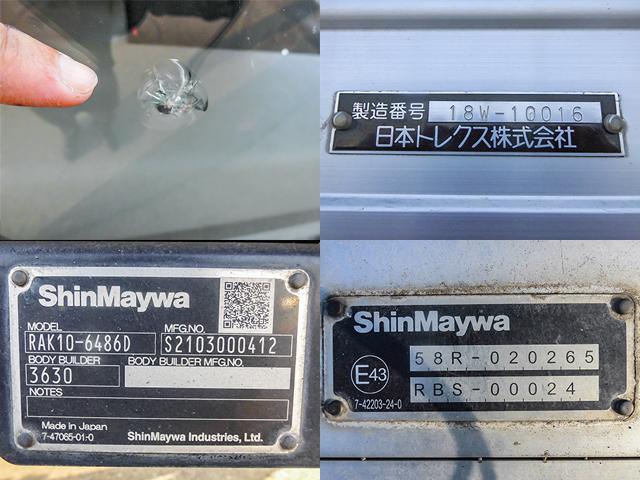 製造番号 18W-10016
日本トレクス株式会社
ShinMaywa
MODEL MFG.NO.
RAK10-6486D S2103000412
BODY BUILDER BODY BUILDER MFG.NO.
3630
NOTES
Made in Japan
7-47065-01-0 ShinMaywa Industries, Ltd.
ShinMaywa
58R-020265
E43
RBS-00024
7-42203-24-0